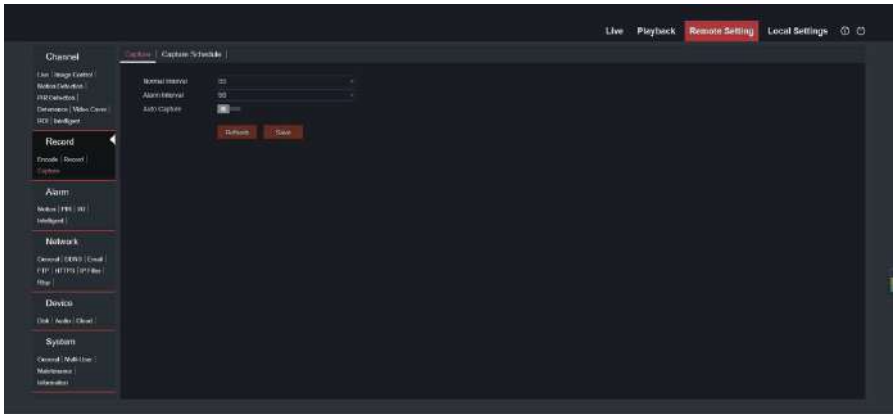 Live Playback Remote Setting Local Settings
Channel
Live | Image Control |
Motion Detection |
PIR Detection |
Deterrence | Video Cover |
ROI | Intelligent
Record
Encode | Record |
Capture
Alarm
Motion | PIR | I/O |
Intelligent |
Network
General | DDNS | Email |
FTP | HTTPS | IP Filter |
Rtsp |
Device
Disk | Audio | Cloud |
System
General | Multi-User |
Maintenance |
Information
Capture | Capture Schedule |
Normal Interval
Alarm Interval
Auto Capture
Refresh Save